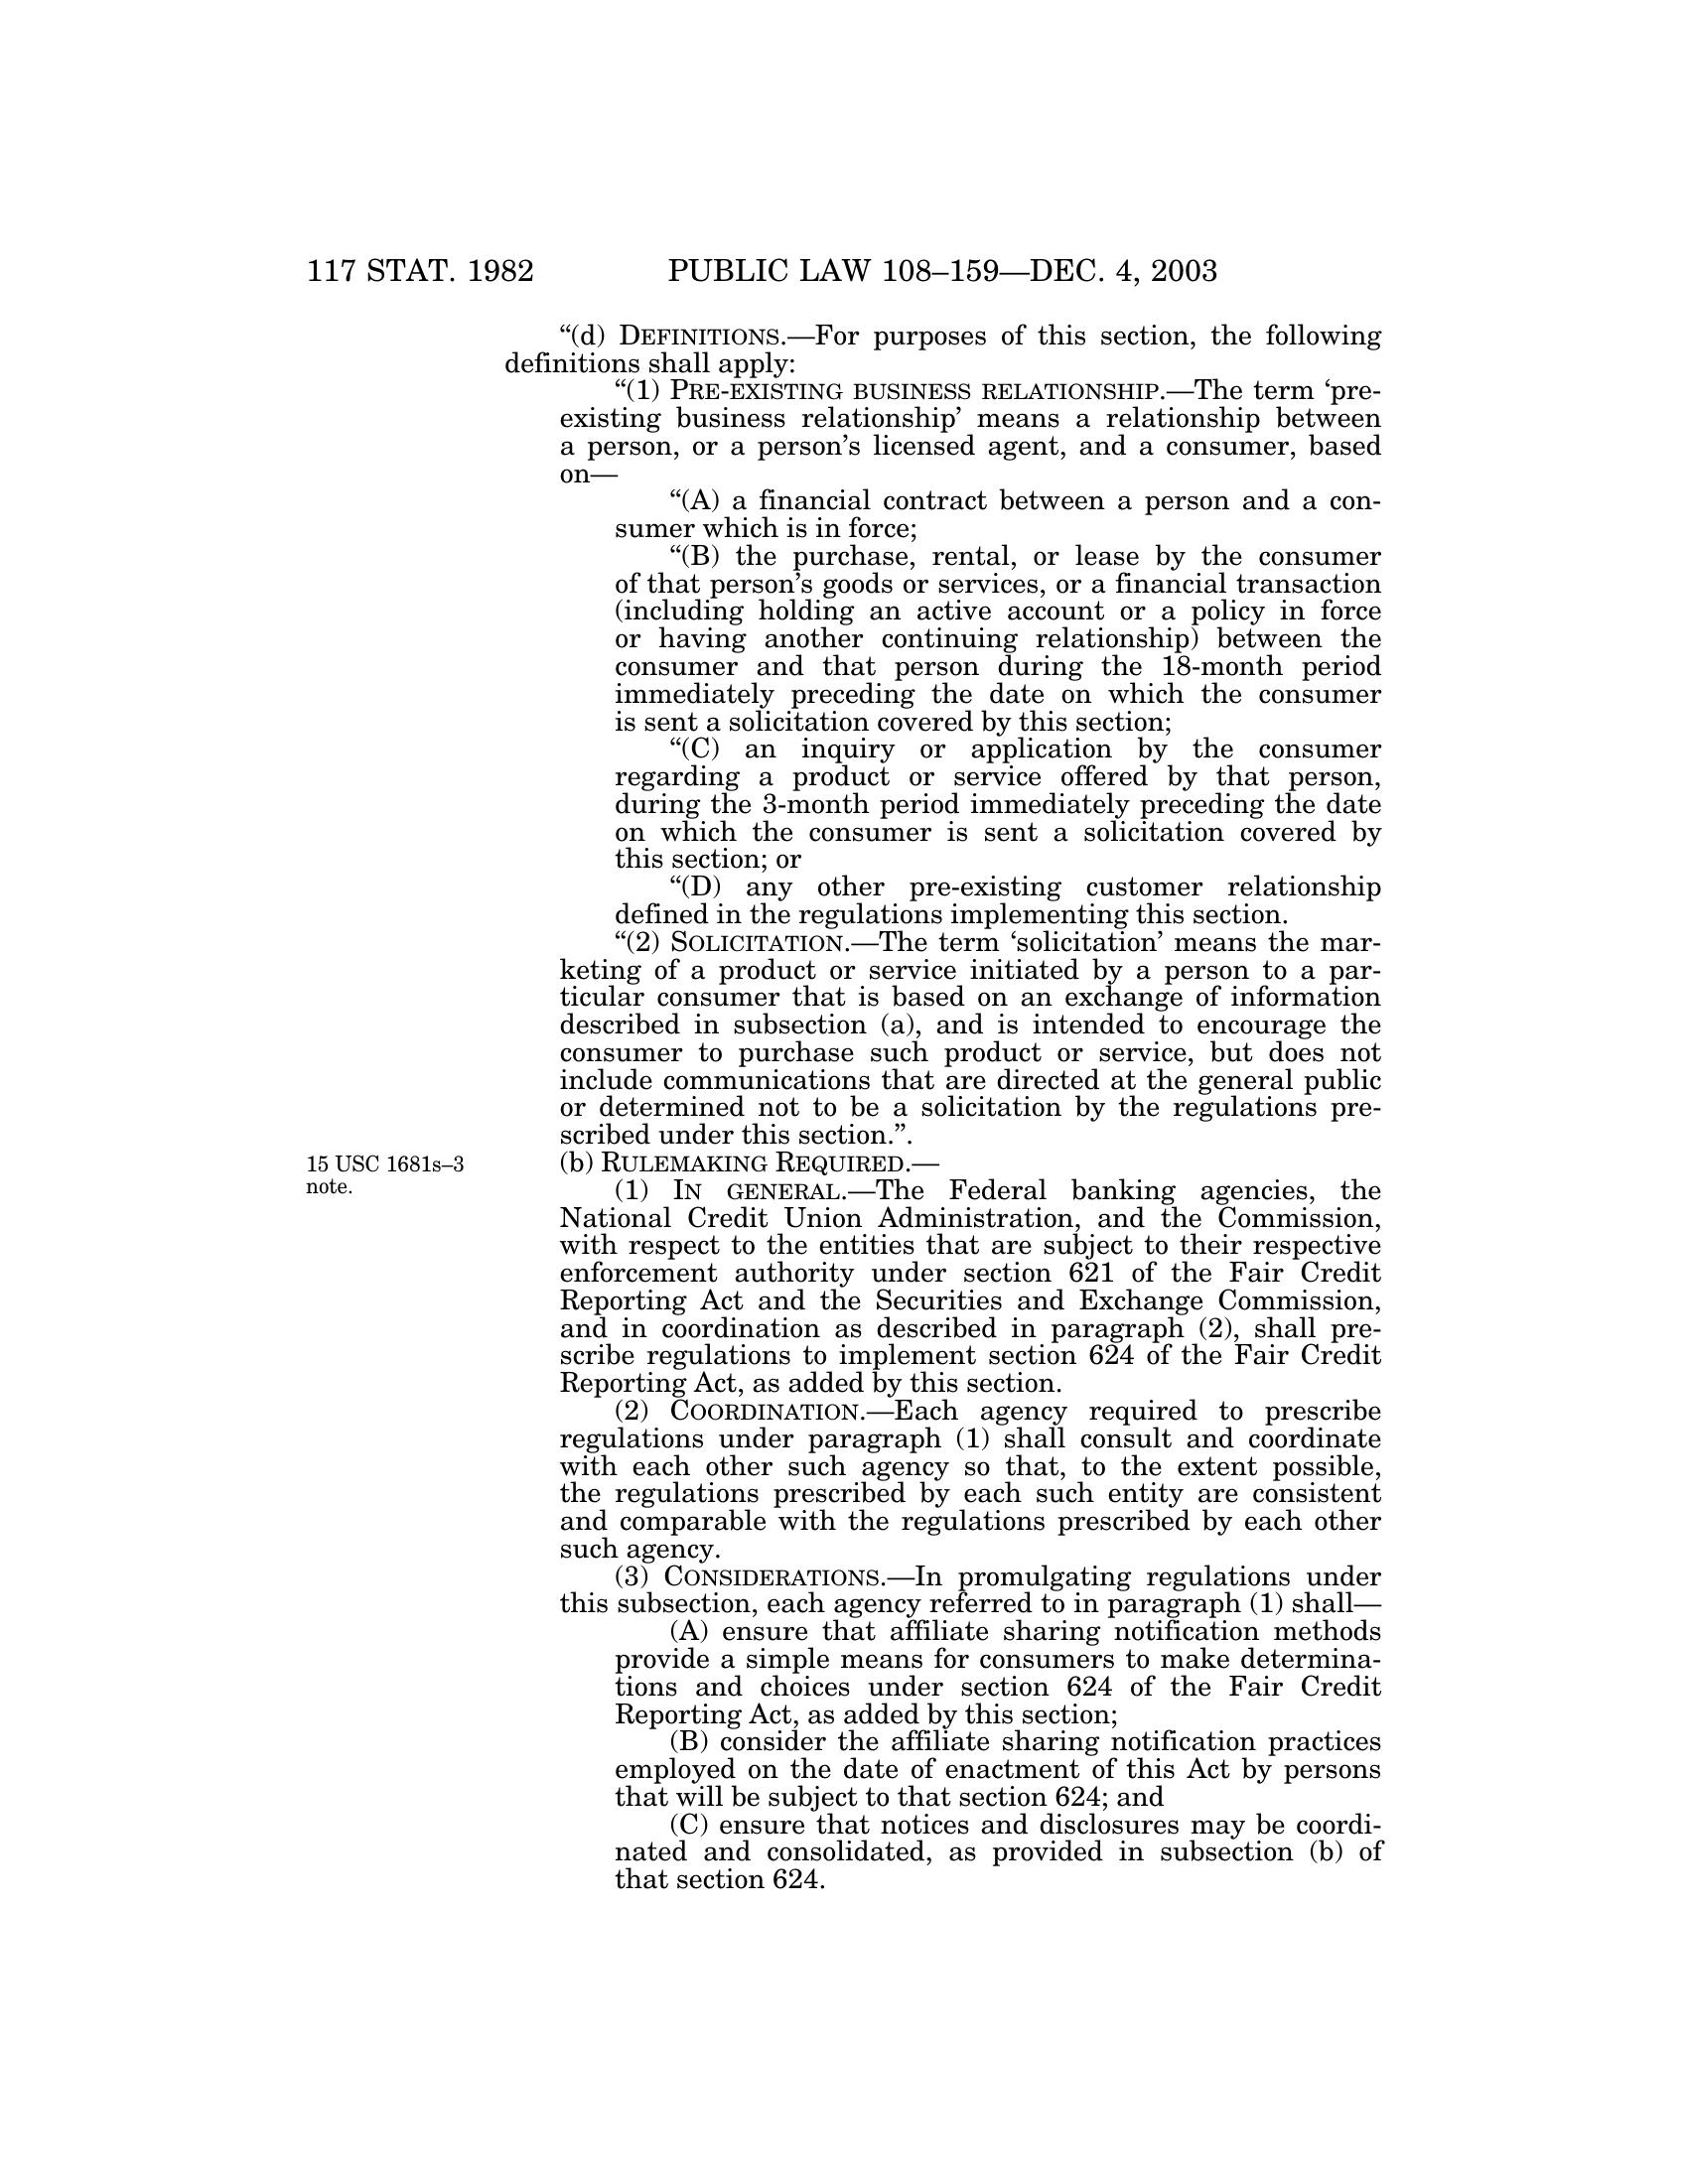 117 STAT. 1982 PUBLIC LAW 108–159—DEC. 4, 2003
“(d) DEFINITIONS.—For purposes of this section, the following
definitions shall apply:
“(1) PRE-EXISTING BUSINESS RELATIONSHIP.—The term ‘pre-
existing business relationship’ means a relationship between
a person, or a person’s licensed agent, and a consumer, based
on—
“(A) a financial contract between a person and a con-
sumer which is in force;
“(B) the purchase, rental, or lease by the consumer
of that person’s goods or services, or a financial transaction
(including holding an active account or a policy in force
or having another continuing relationship) between the
consumer and that person during the 18-month period
immediately preceding the date on which the consumer
is sent a solicitation covered by this section;
“(C) an inquiry or application by the consumer
regarding a product or service offered by that person,
during the 3-month period immediately preceding the date
on which the consumer is sent a solicitation covered by
this section; or
“(D) any other pre-existing customer relationship
defined in the regulations implementing this section.
“(2) SOLICITATION.—The term ‘solicitation’ means the mar-
keting of a product or service initiated by a person to a par-
ticular consumer that is based on an exchange of information
described in subsection (a), and is intended to encourage the
consumer to purchase such product or service, but does not
include communications that are directed at the general public
or determined not to be a solicitation by the regulations pre-
scribed under this section.”.
15 USC 1681s–3
note.
(b) RULEMAKING REQUIRED.—
(1) IN GENERAL.—The Federal banking agencies, the
National Credit Union Administration, and the Commission,
with respect to the entities that are subject to their respective
enforcement authority under section 621 of the Fair Credit
Reporting Act and the Securities and Exchange Commission,
and in coordination as described in paragraph (2), shall pre-
scribe regulations to implement section 624 of the Fair Credit
Reporting Act, as added by this section.
(2) COORDINATION.—Each agency required to prescribe
regulations under paragraph (1) shall consult and coordinate
with each other such agency so that, to the extent possible,
the regulations prescribed by each such entity are consistent
and comparable with the regulations prescribed by each other
such agency.
(3) CONSIDERATIONS.—In promulgating regulations under
this subsection, each agency referred to in paragraph (1) shall—
(A) ensure that affiliate sharing notification methods
provide a simple means for consumers to make determina-
tions and choices under section 624 of the Fair Credit
Reporting Act, as added by this section;
(B) consider the affiliate sharing notification practices
employed on the date of enactment of this Act by persons
that will be subject to that section 624; and
(C) ensure that notices and disclosures may be coordi-
nated and consolidated, as provided in subsection (b) of
that section 624.